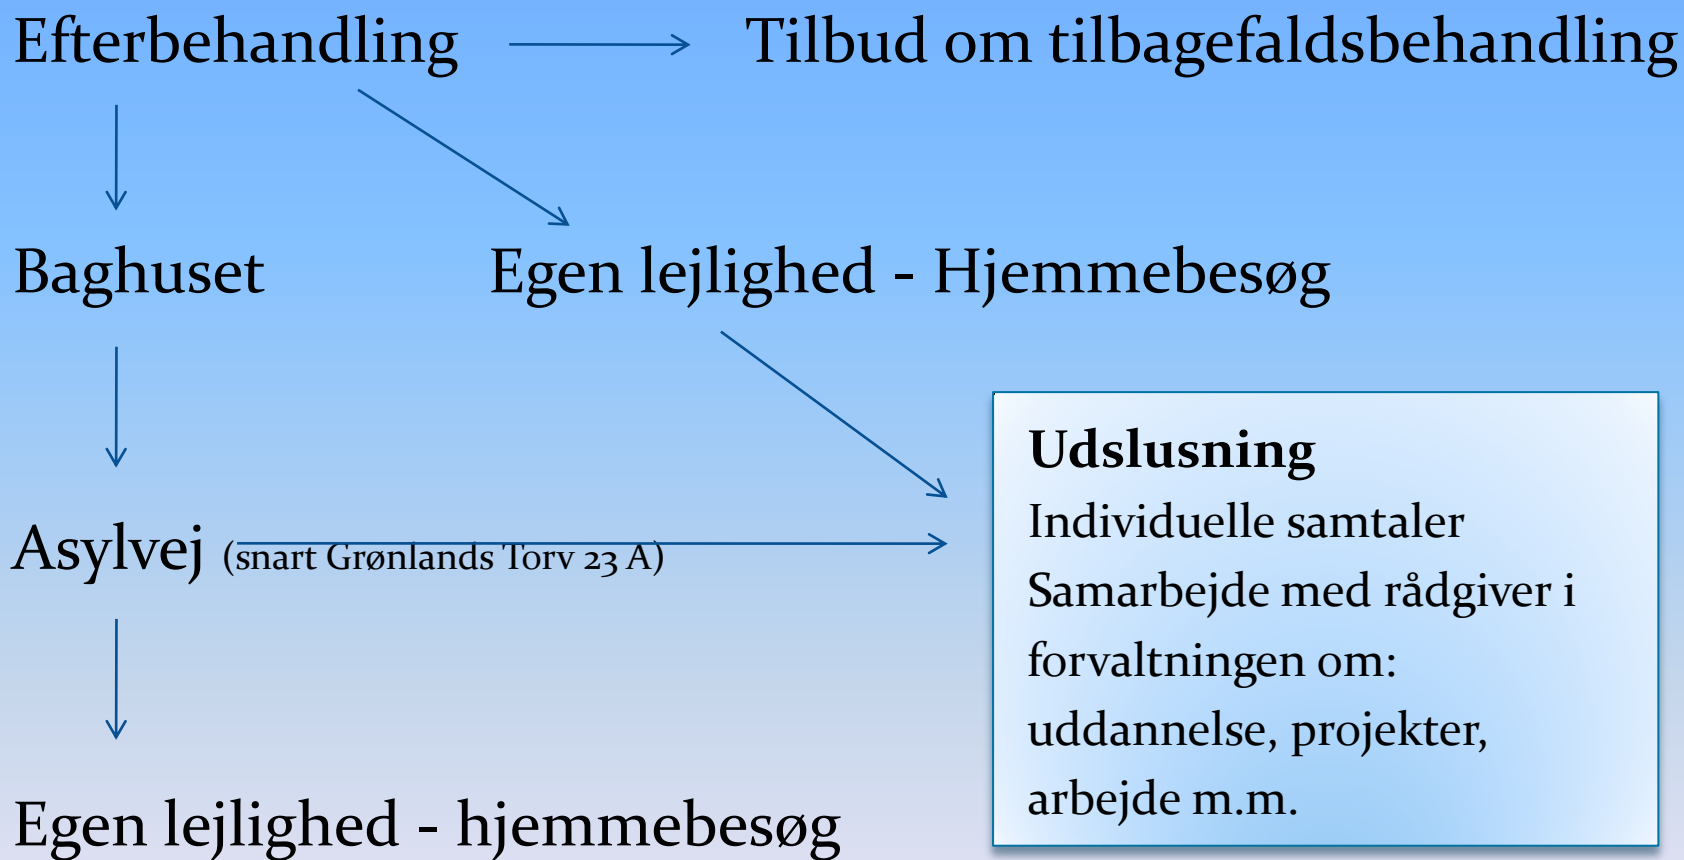 Efterbehandling
Tilbud om tilbagefaldsbehandling
Baghuset
Egen lejlighed - Hjemmebesøg
Asylvej (snart Grønlands Torv 23 A)
Egen lejlighed - hjemmebesøg
Udslusning
Individuelle samtaler
Samarbejde med rådgiver i
forvaltningen om:
uddannelse, projekter,
arbejde m.m.